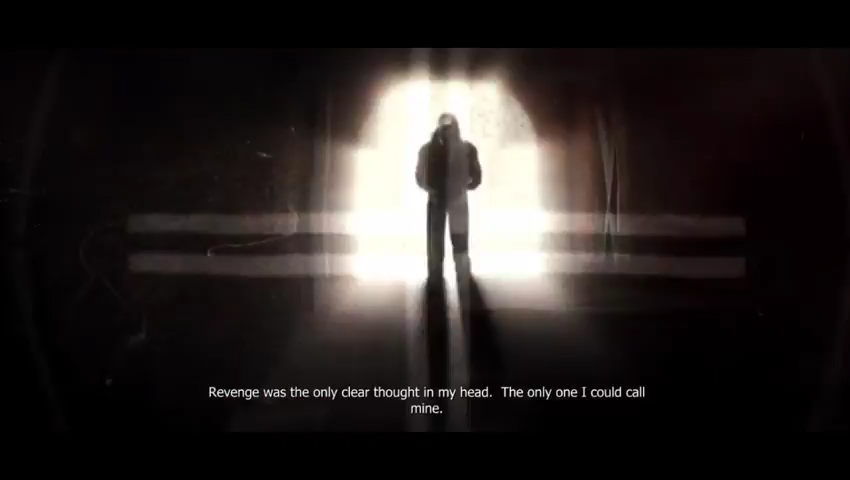 Revenge was the only clear thought in my head.  The only one I could call
mine.